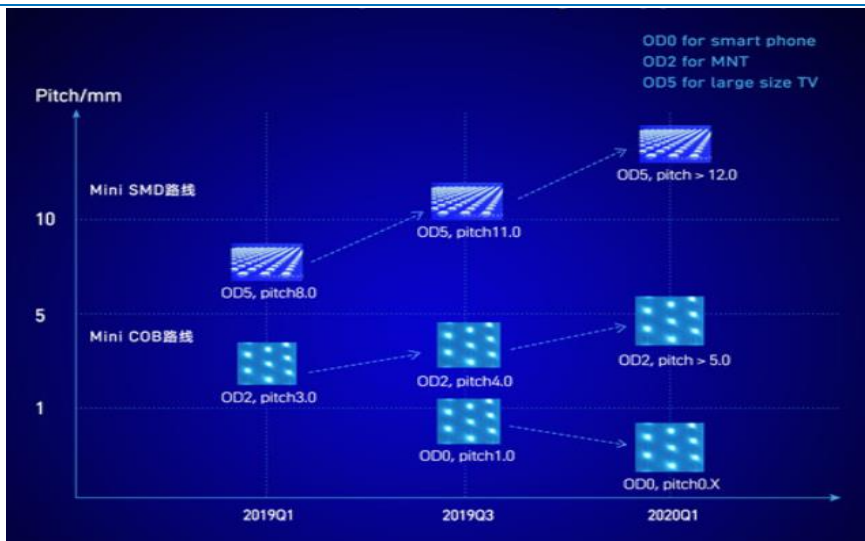 OD0 for smart phone
OD2 for MNT
OD5 for large size TV
Pitch/mm
OD5, pitch > 12.0
Mini SMD路线
10
OD5, pitch11.0
OD5, pitch8.0
5
Mini COB路线
OD2, pitch > 5.0
OD2, pitch4.0
OD2, pitch3.0
1
OD0, pitch1.0
OD0, pitch0.X
2019Q1
2019Q3
2020Q1